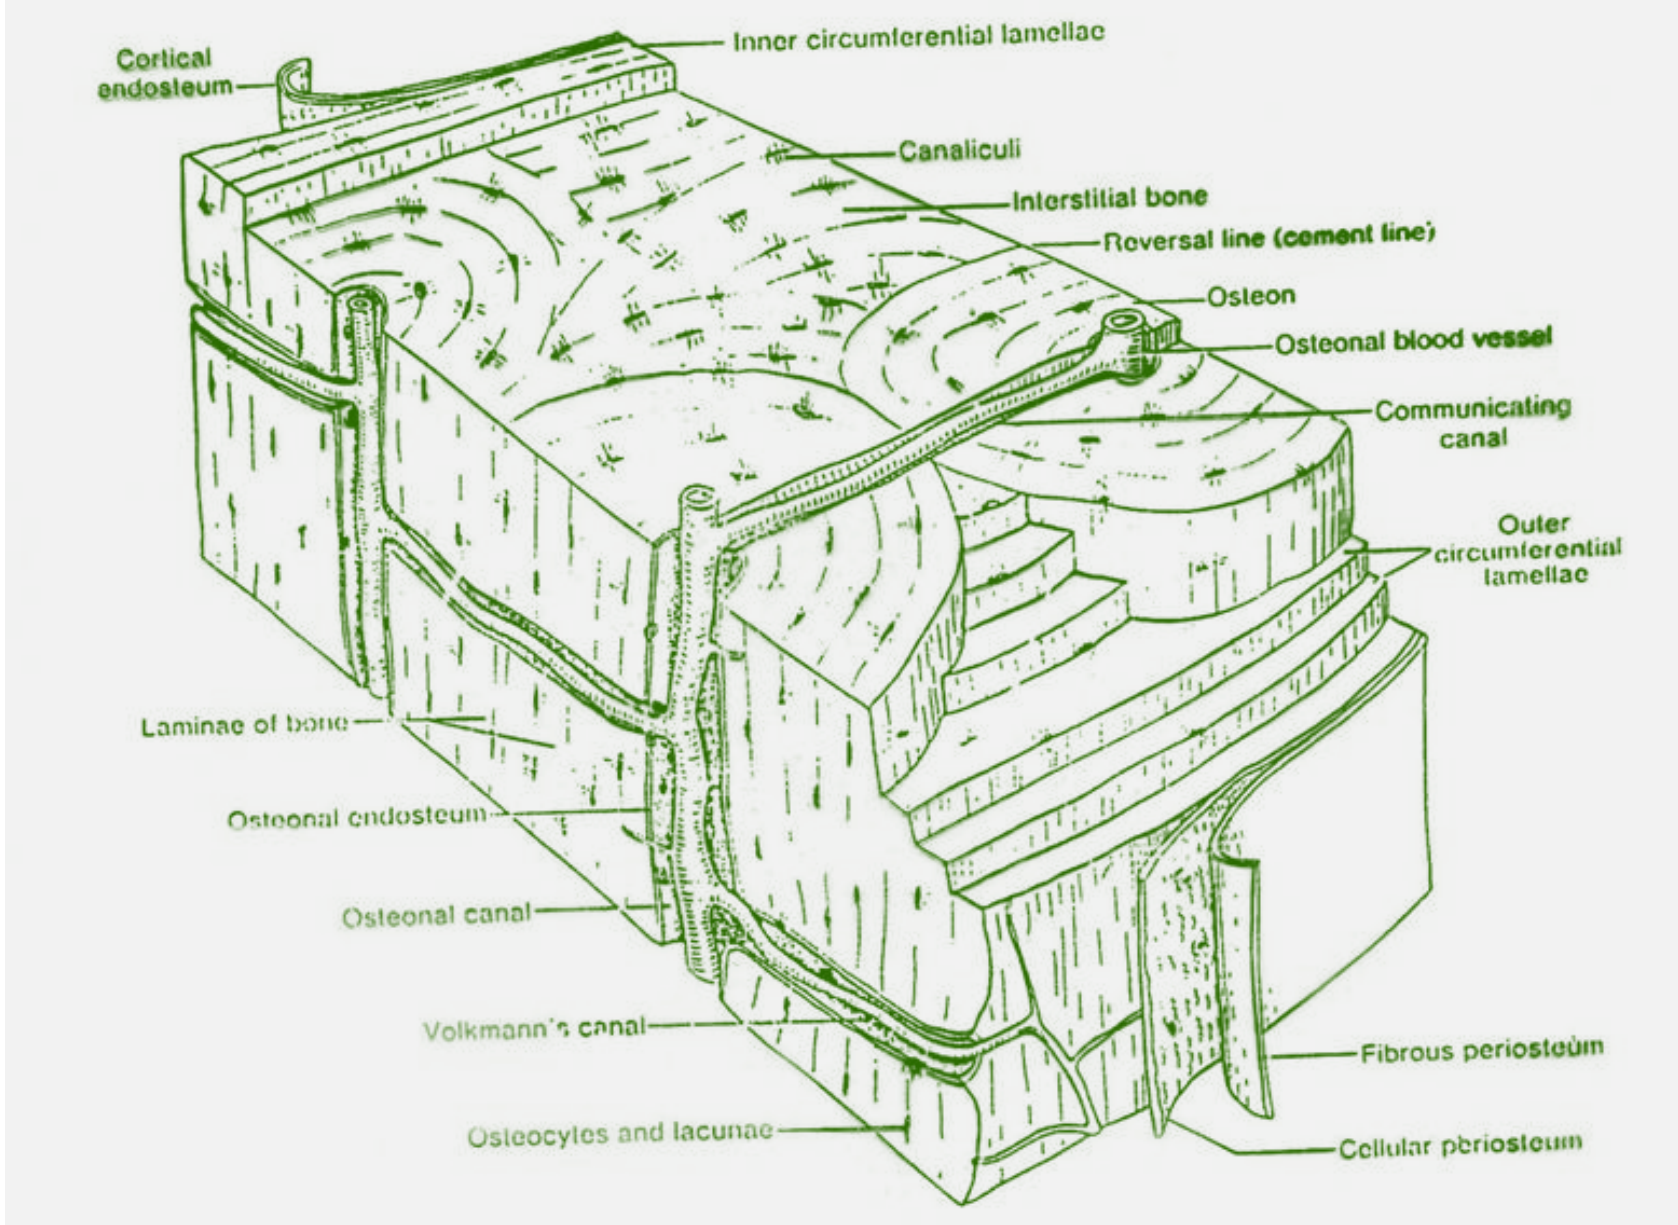 Cortical
endosteum
Inner circumferential lamellae
Canaliculi
Interstitial bone
Reversal line (cement line)
Osteon
Osteonal blood vessel
Communicating
canal
Outer
circumferential
lamellae
Laminae of bone
Osteonal endosteum
Osteonal canal
Volkmann's canal
Osteocytes and lacunae
Fibrous periosteum
Cellular periosteum